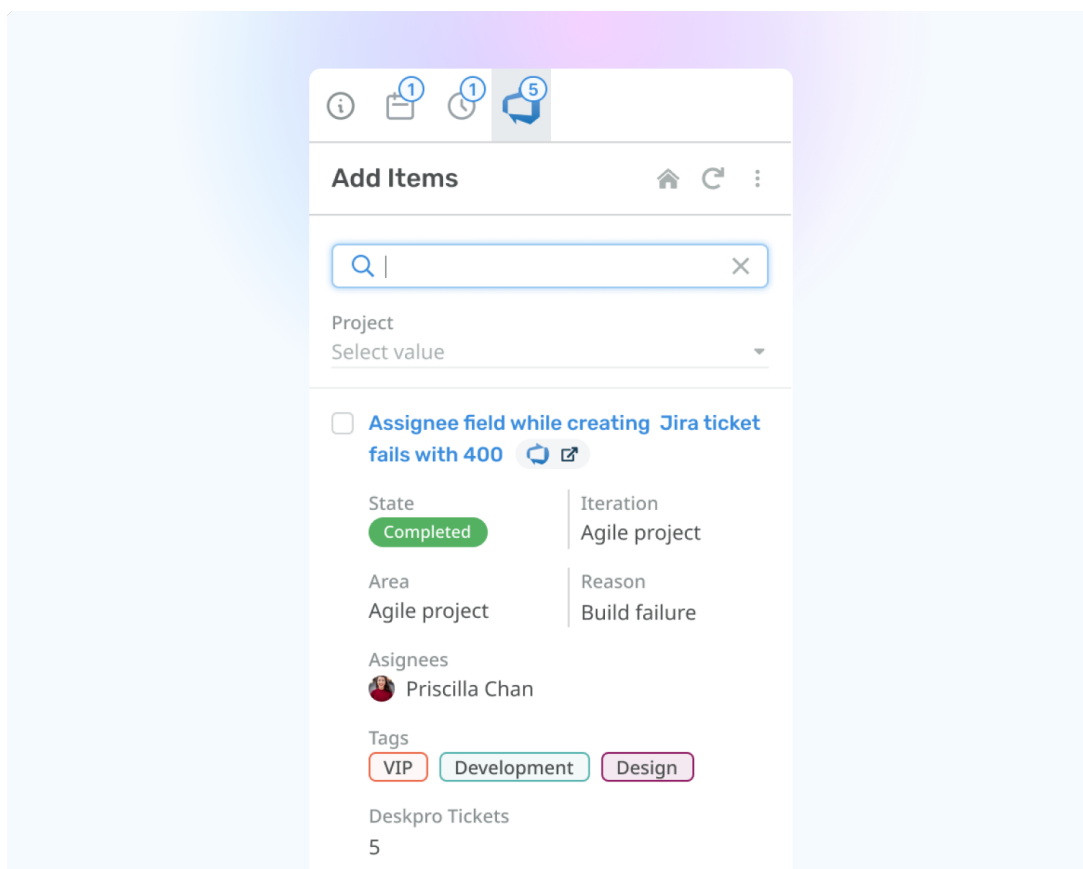 1 1 5
Add Items
Project
Select value
Assignee field while creating Jira ticket
fails with 400
State Iteration
Completed Agile project
Area Reason
Agile project Build failure
Asignees
Priscilla Chan
Tags
VIP Development Design
Deskpro Tickets
5